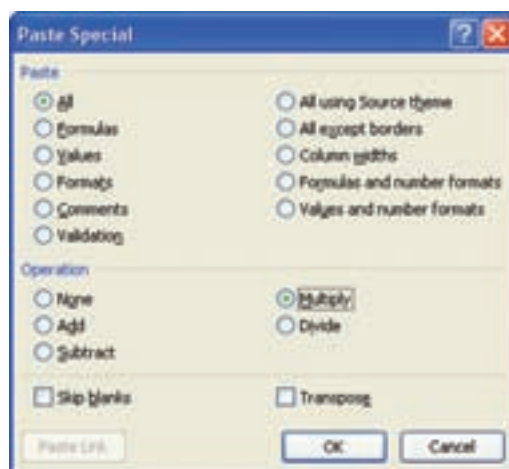 Paste Special
Paste
All
All using Source theme
Formulas
All except borders
Values
Column widths
Formats
Formulas and number formats
Comments
Values and number formats
Validation
Operation
None
Multiply
Add
Divide
Subtract
Skip blanks
Transpose
Paste Link
OK
Cancel